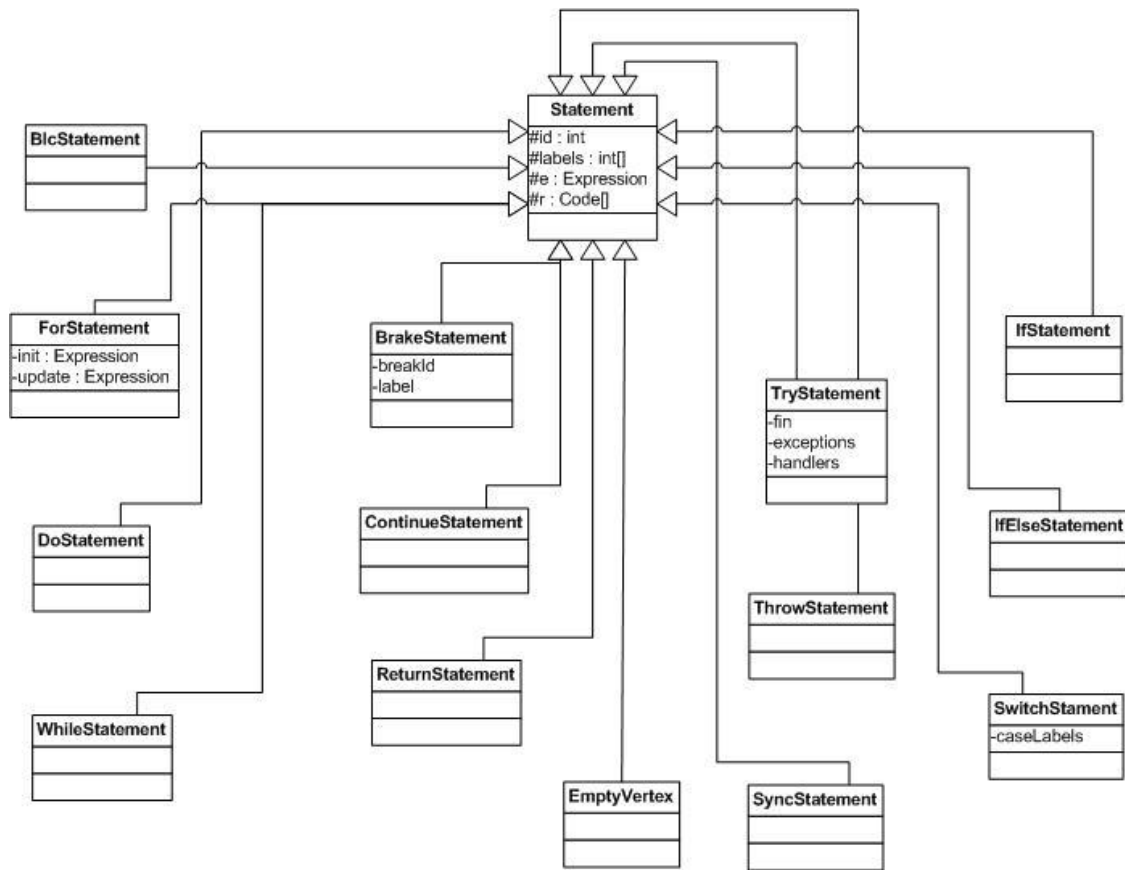 Statement
#id : int
#labels : int[]
#e : Expression
#r : Code[]
BlcStatement
ForStatement
-init : Expression
-update : Expression
BrakeStatement
-breakId
-label
IfStatement
TryStatement
-fin
-exceptions
-handlers
DoStatement
ContinueStatement
IfElseStatement
ThrowStatement
ReturnStatement
WhileStatement
SwitchStament
-caseLabels
EmptyVertex
SyncStatement